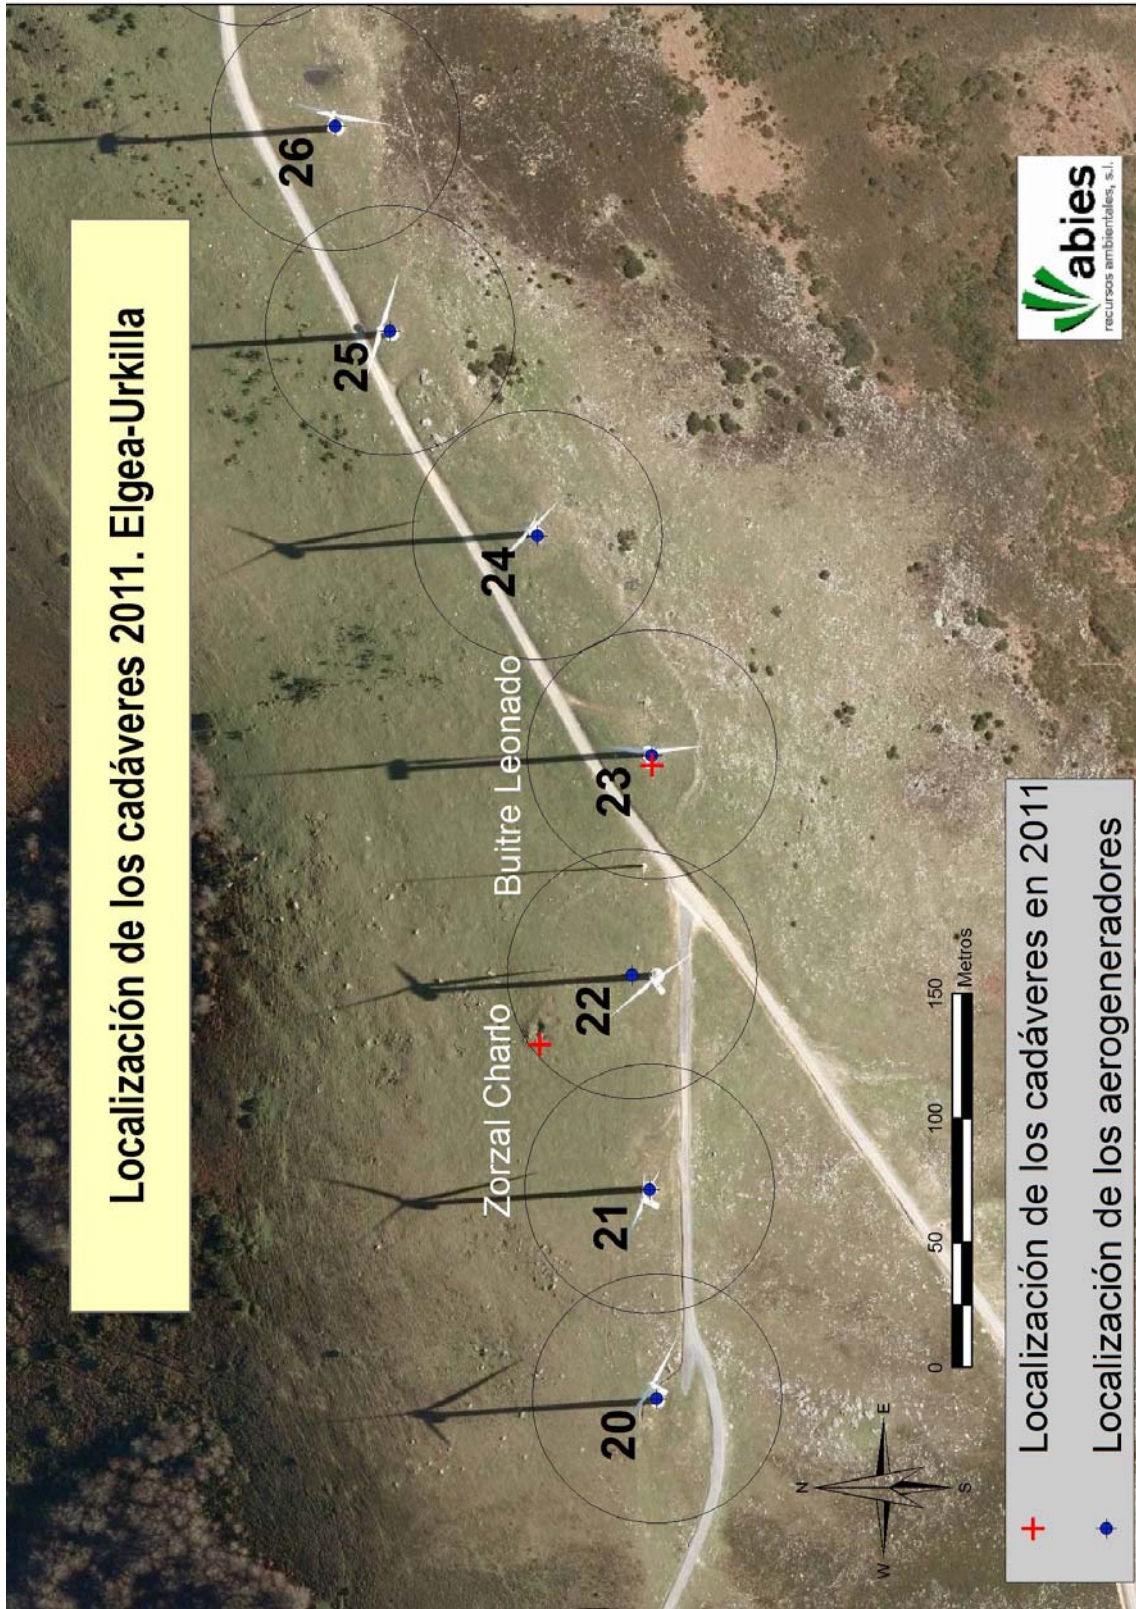 Localización de los cadáveres 2011. Elgea-Urkilla
26
25
24
Buitre Leonado
23
Zorzal Charlo
22
21
20
N
W
E
S
0
50
100
150
Metros
Localización de los cadáveres en 2011
Localización de los aerogeneradores
abies
recursos ambientales, s.l.